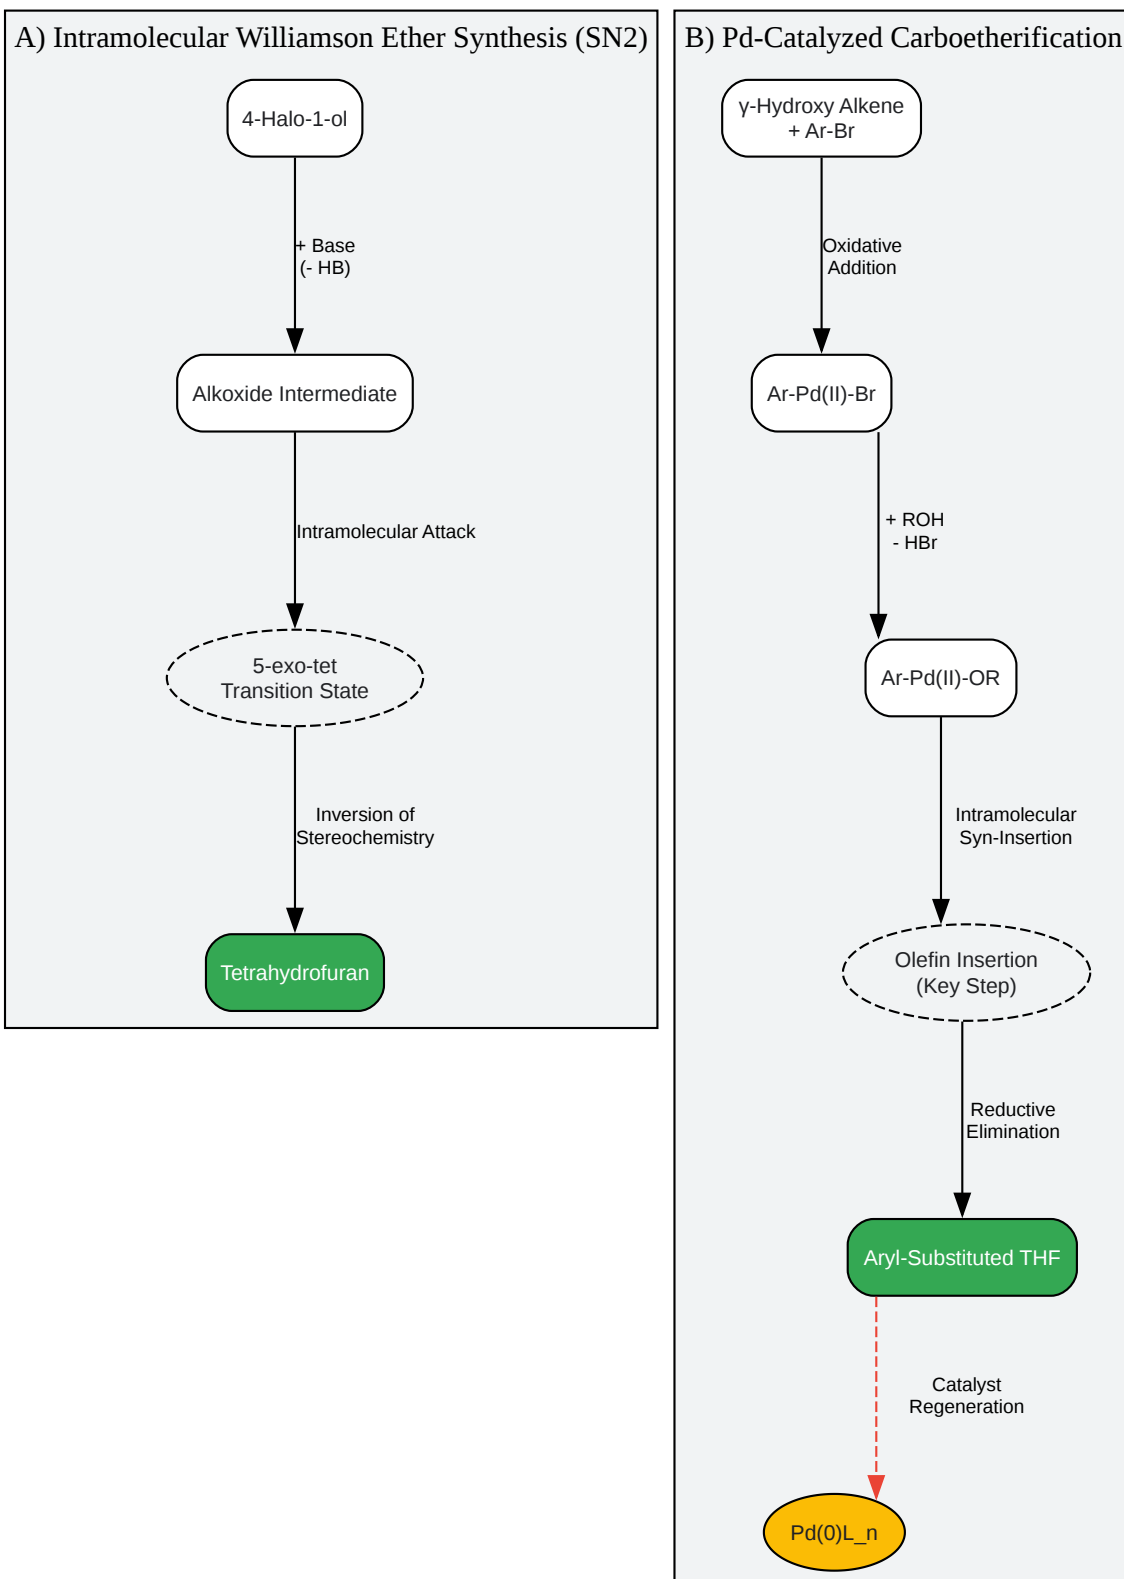 A) Intramolecular Williamson Ether Synthesis (SN2)
4-Halo-1-ol
+ Base
(- HB)
Alkoxide Intermediate
Intramolecular Attack
5-exo-tet
Transition State
Inversion of
Stereochemistry
Tetrahydrofuran
B) Pd-Catalyzed Carboetherification
γ-Hydroxy Alkene
+ Ar-Br
Oxidative
Addition
Ar-Pd(II)-Br
+ ROH
- HBr
Ar-Pd(II)-OR
Intramolecular
Syn-Insertion
Olefin Insertion
(Key Step)
Reductive
Elimination
Aryl-Substituted THF
Catalyst
Regeneration
Pd(0)L_n